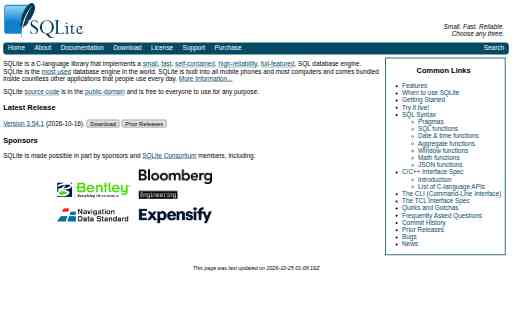 SQLite
Small. Fast. Reliable.
Choose any three.
Home About Documentation Download License Support Purchase Search
SQLite is a C-language library that implements a small, fast, self-contained, high-reliability, full-featured, SQL database engine.
SQLite is the most used database engine in the world. SQLite is built into all mobile phones and most computers and comes bundled
inside countless other applications that people use every day. More Information...
SQLite source code is in the public-domain and is free to everyone to use for any purpose.
Latest Release
Version 3.54.1 (2026-10-16). Download Prior Releases
Sponsors
SQLite is made possible in part by sponsors and SQLite Consortium members, including:
Bentley
Bloomberg
Engineering
Navigation
Data Standard
Expensify
Common Links
Features
When to use SQLite
Getting Started
Try it live!
SQL Syntax
Pragmas
SQL functions
Date & time functions
Aggregate functions
Window functions
Math functions
JSON functions
C/C++ Interface Spec
Introduction
List of C-language APIs
The CLI (Command-Line Interface)
The TCL Interface Spec
Quirks and Gotchas
Frequently Asked Questions
Commit History
Prior Releases
Bugs
News
This page was last updated on 2026-10-25 01:09:16Z